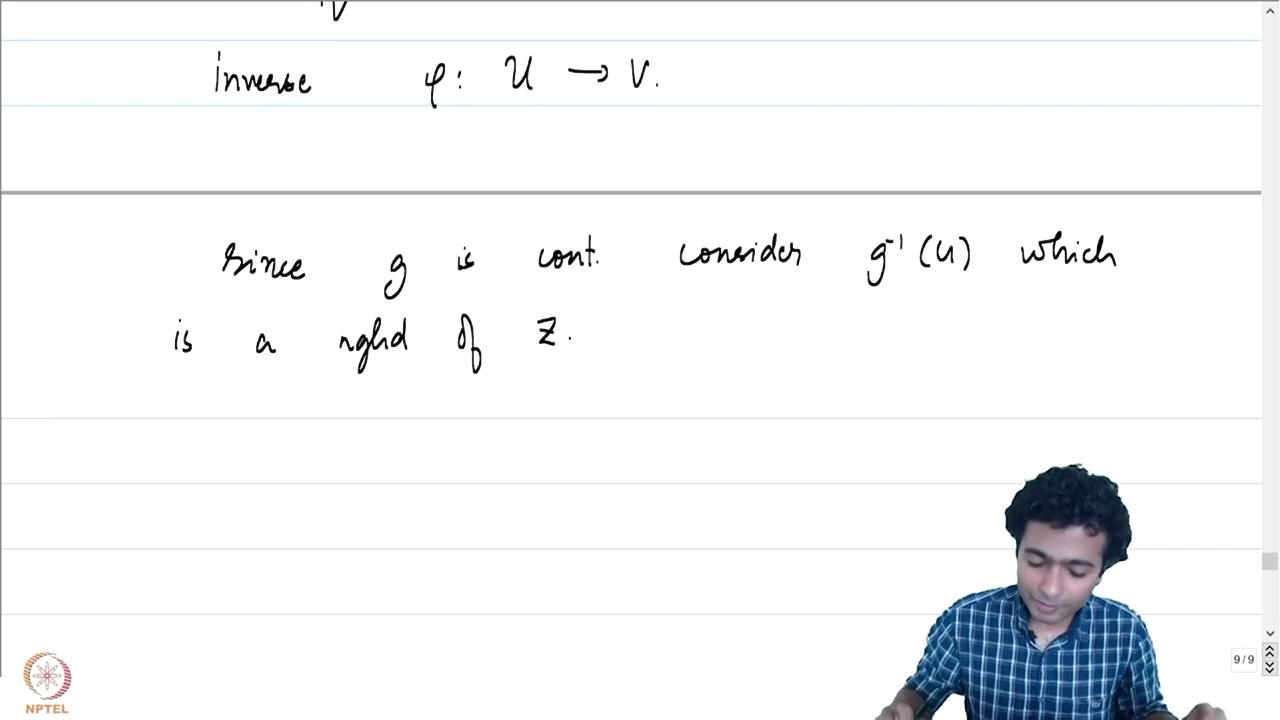 inverse φ: U → V.
since g is cont. consider g⁻¹(U) which
is a nghd of z.
9/9
NPTEL